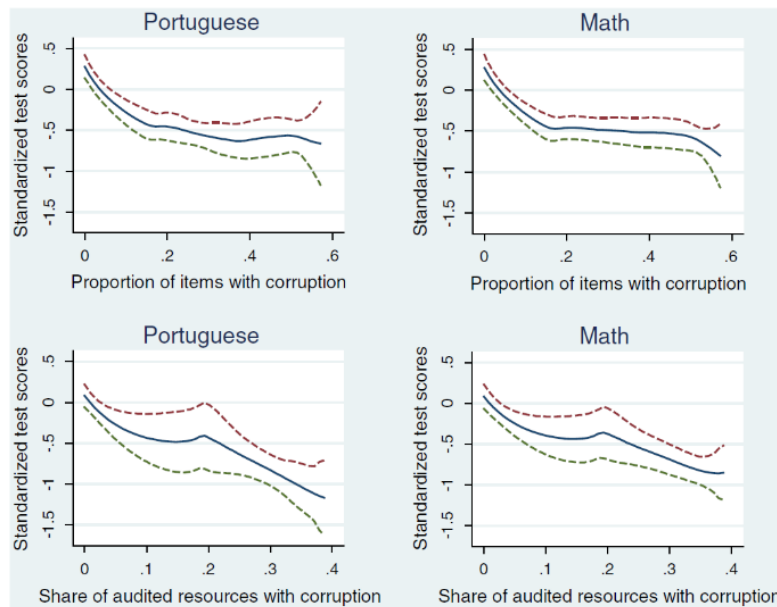 Portuguese
Standardized test scores
.5
0
-.5
-1
-1.5
0 .2 .4 .6
Proportion of items with corruption
Math
Standardized test scores
.5
0
-.5
-1
-1.5
0 .2 .4 .6
Proportion of items with corruption
Portuguese
Standardized test scores
.5
0
-.5
-1
-1.5
0 .1 .2 .3 .4
Share of audited resources with corruption
Math
Standardized test scores
.5
0
-.5
-1
-1.5
0 .1 .2 .3 .4
Share of audited resources with corruption